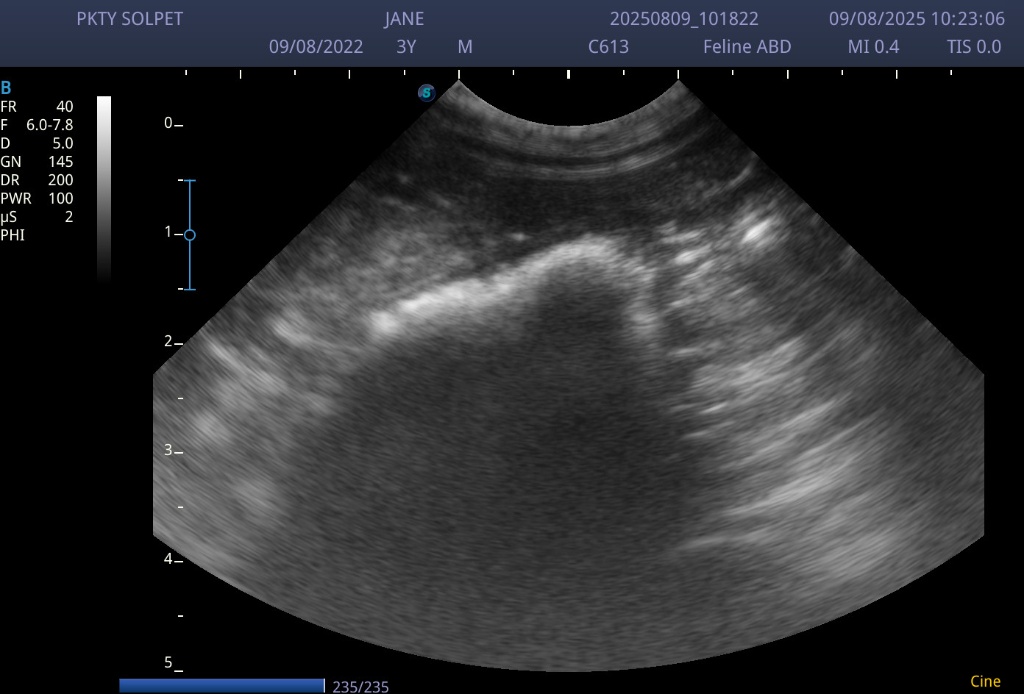 PKTY SOLPET JANE 20250809_101822 09/08/2025 10:23:06
09/08/2022 3Y M C613 Feline ABD MI 0.4 TIS 0.0
B
FR 40
F 6.0-7.8
D 5.0
GN 145
DR 200
PWR 100
µS 2
PHI
S
0
1
2
3
4
5
235/235
Cine